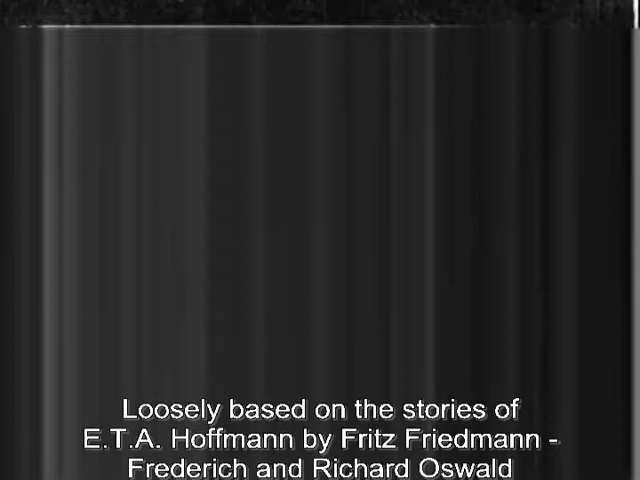 Loosely based on the stories of
E.T.A. Hoffmann by Fritz Friedmann -
Frederich and Richard Oswald